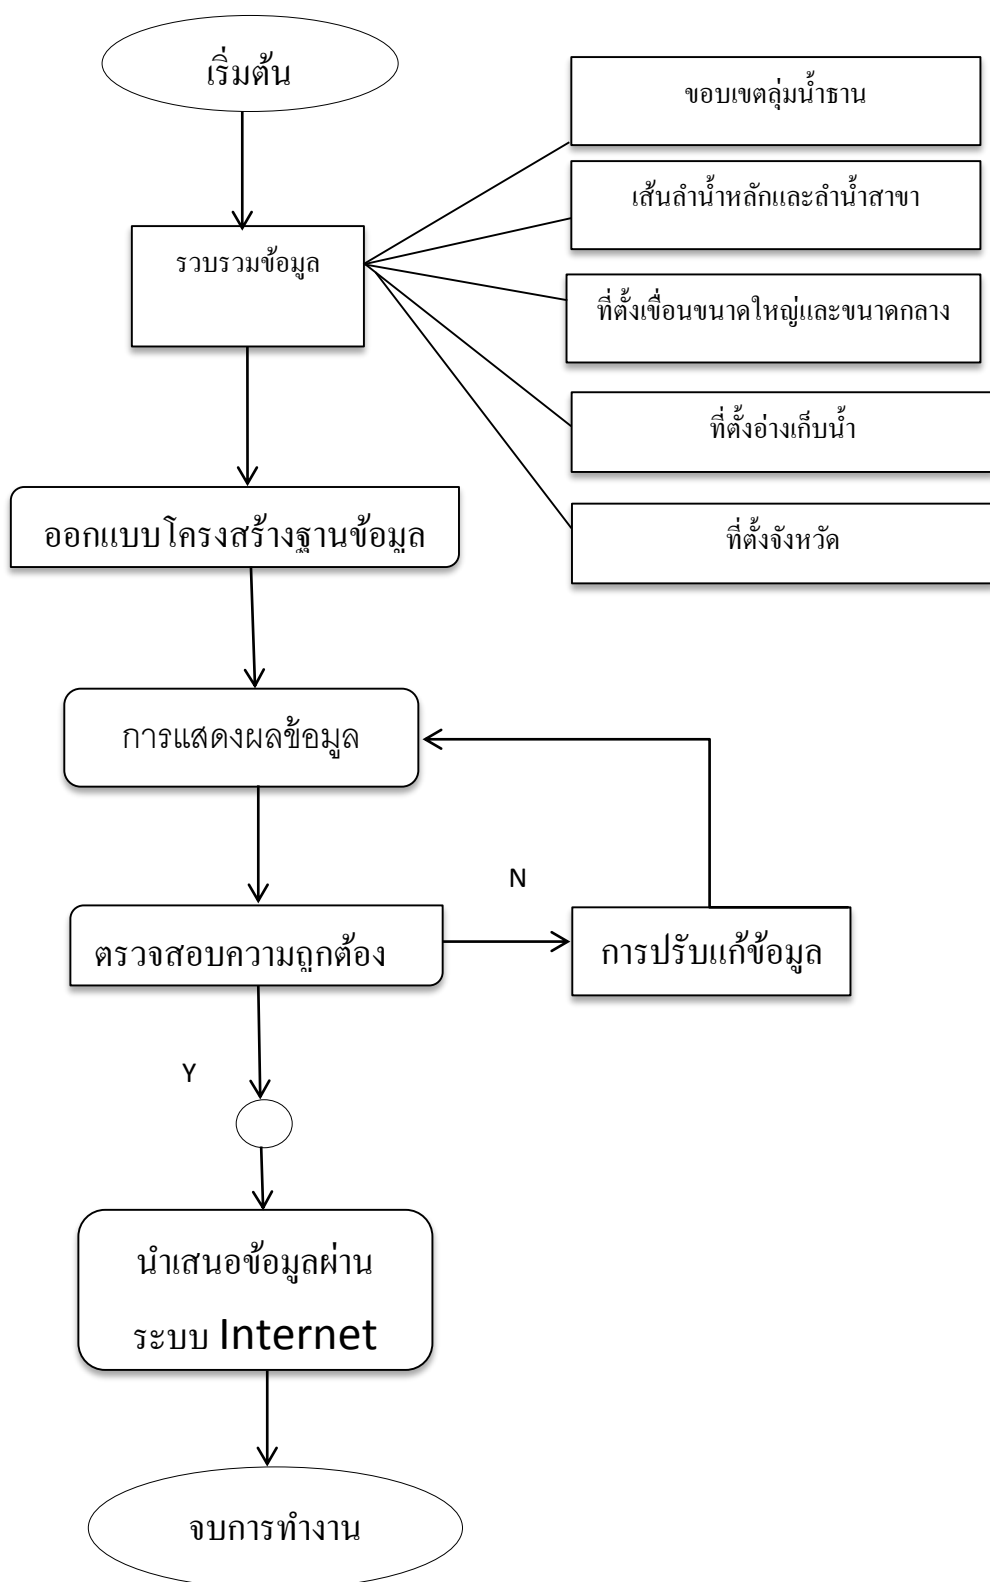 เริ่มต้น
ขอบเขตลุ่มน้ำธาน
เส้นลำน้ำหลักและลำน้ำสาขา
รวบรวมข้อมูล
ที่ตั้งเขื่อนขนาดใหญ่และขนาดกลาง
ที่ตั้งอ่างเก็บน้ำ
ออกแบบโครงสร้างฐานข้อมูล
ที่ตั้งจังหวัด
การแสดงผลข้อมูล
N
ตรวจสอบความถูกต้อง
การปรับแก้ข้อมูล
Y
นำเสนอข้อมูลผ่าน
ระบบ Internet
จบการทำงาน